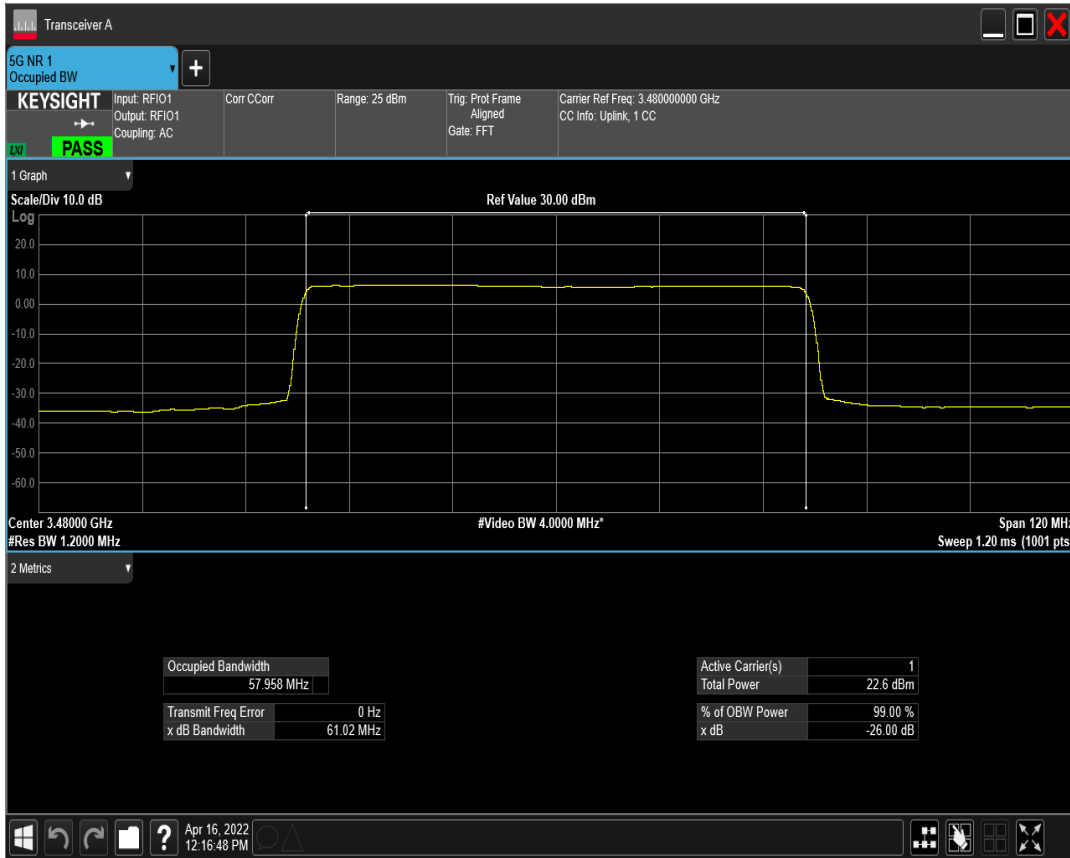 Transceiver A
5G NR 1
Occupied BW
KEYSIGHT
LXI
PASS
Input: RFIO1
Output: RFIO1
Coupling: AC
Corr CCorr
Range: 25 dBm
Trig: Prot Frame
Aligned
Gate: FFT
Carrier Ref Freq: 3.480000000 GHz
CC Info: Uplink, 1 CC
1 Graph
Scale/Div 10.0 dB
Ref Value 30.00 dBm
Log
20.0
10.0
0.00
-10.0
-20.0
-30.0
-40.0
-50.0
-60.0
Center 3.48000 GHz
#Video BW 4.0000 MHz*
Span 120 MHz
#Res BW 1.2000 MHz
Sweep 1.20 ms (1001 pts
2 Metrics
Occupied Bandwidth
57.958 MHz
Transmit Freq Error 0 Hz
x dB Bandwidth 61.02 MHz
Active Carrier(s) 1
Total Power 22.6 dBm
% of OBW Power 99.00 %
x dB -26.00 dB
?
Apr 16, 2022
12:16:48 PM